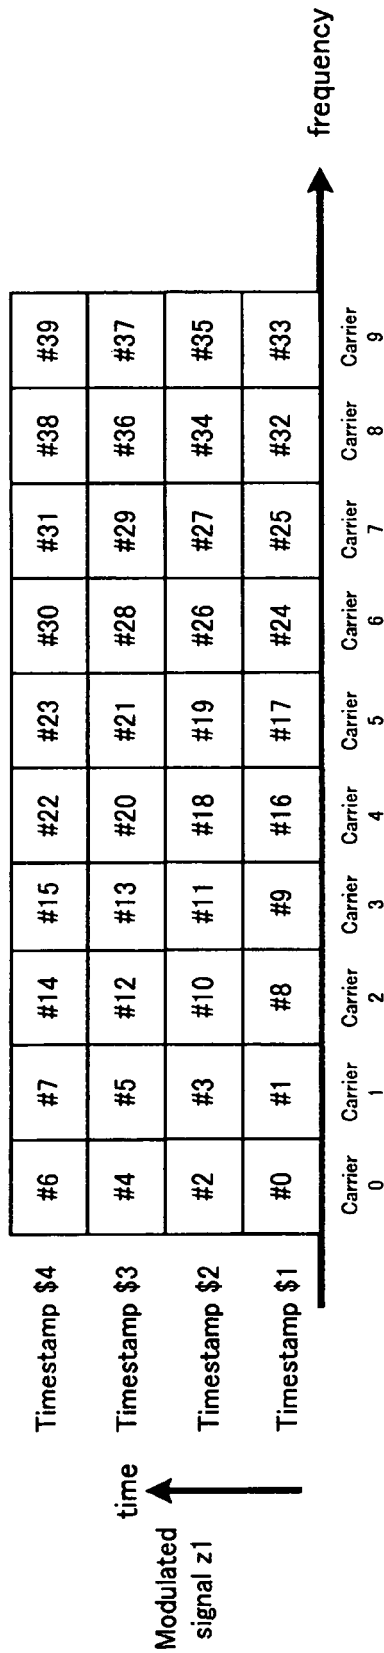 Modulated
signal z1
time
Timestamp $4 #6 #7 #14 #15 #22 #23 #30 #31 #38 #39
Timestamp $3 #4 #5 #12 #13 #20 #21 #28 #29 #36 #37
Timestamp $2 #2 #3 #10 #11 #18 #19 #26 #27 #34 #35
Timestamp $1 #0 #1 #8 #9 #16 #17 #24 #25 #32 #33
frequency
Carrier Carrier Carrier Carrier Carrier Carrier Carrier Carrier Carrier Carrier
0 1 2 3 4 5 6 7 8 9